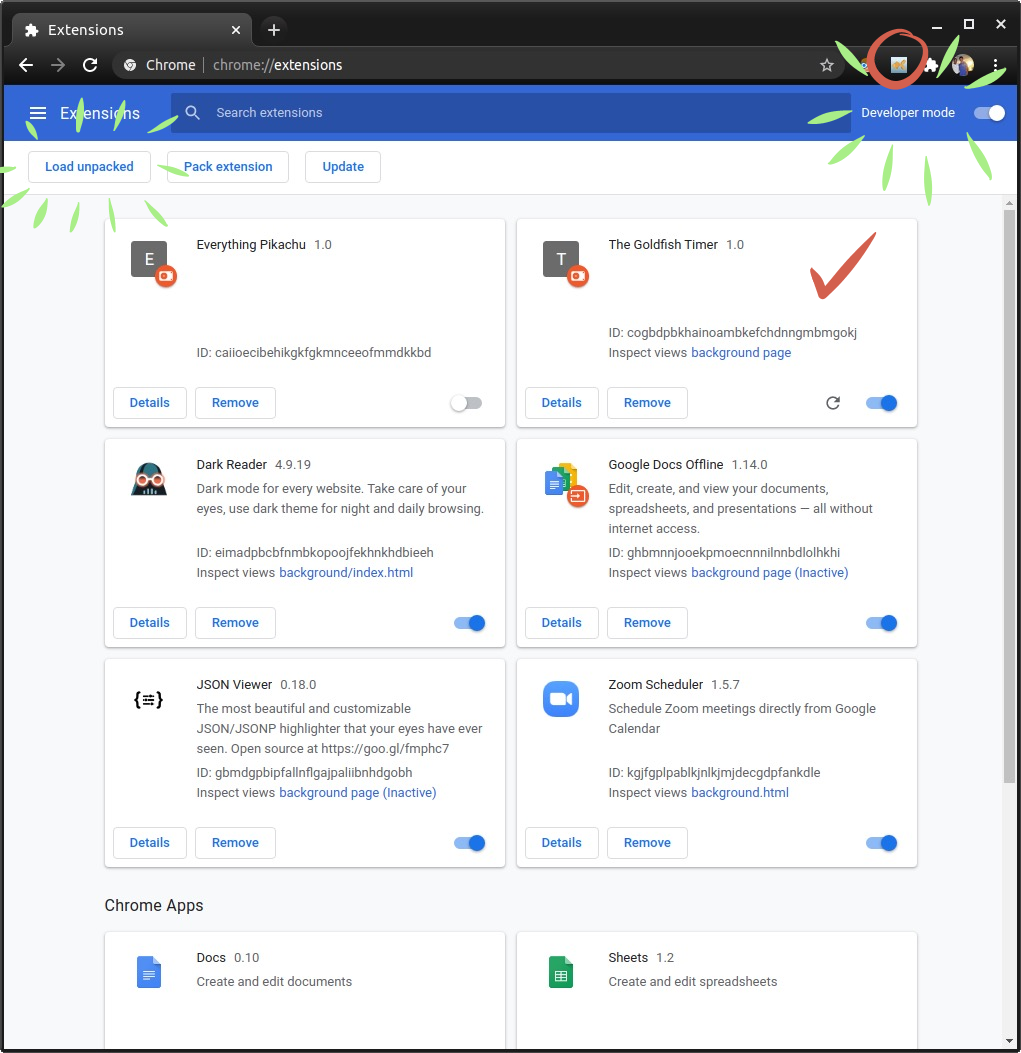 Extensions
Chrome chrome://extensions
Extensions
Search extensions
Developer mode
Load unpacked
Pack extension
Update
E
Everything Pikachu 1.0
ID: caiioecibehikgkfgkmnceeofmmdkkbd
Details
Remove
T
The Goldfish Timer 1.0
ID: cogbdpbkhainoambkefchdnngmbmgokj
Inspect views background page
Details
Remove
Dark Reader 4.9.19
Dark mode for every website. Take care of your
eyes, use dark theme for night and daily browsing.
ID: eimadpbcbfnmbkopoojfekhnkhdbieeh
Inspect views background/index.html
Details
Remove
Google Docs Offline 1.14.0
Edit, create, and view your documents,
spreadsheets, and presentations — all without
internet access.
ID: ghbmnnjooekpmoecnnnilnnbdlolhkhi
Inspect views background page (Inactive)
Details
Remove
JSON Viewer 0.18.0
The most beautiful and customizable
JSON/JSONP highlighter that your eyes have ever
seen. Open source at https://goo.gl/fmphc7
ID: gbmdgpbipfallnflgajpaliibnhdgobh
Inspect views background page (Inactive)
Details
Remove
Zoom Scheduler 1.5.7
Schedule Zoom meetings directly from Google
Calendar
ID: kgjfgplpablkjnlkjmjdecgdpfankdle
Inspect views background.html
Details
Remove
Chrome Apps
Docs 0.10
Create and edit documents
Sheets 1.2
Create and edit spreadsheets